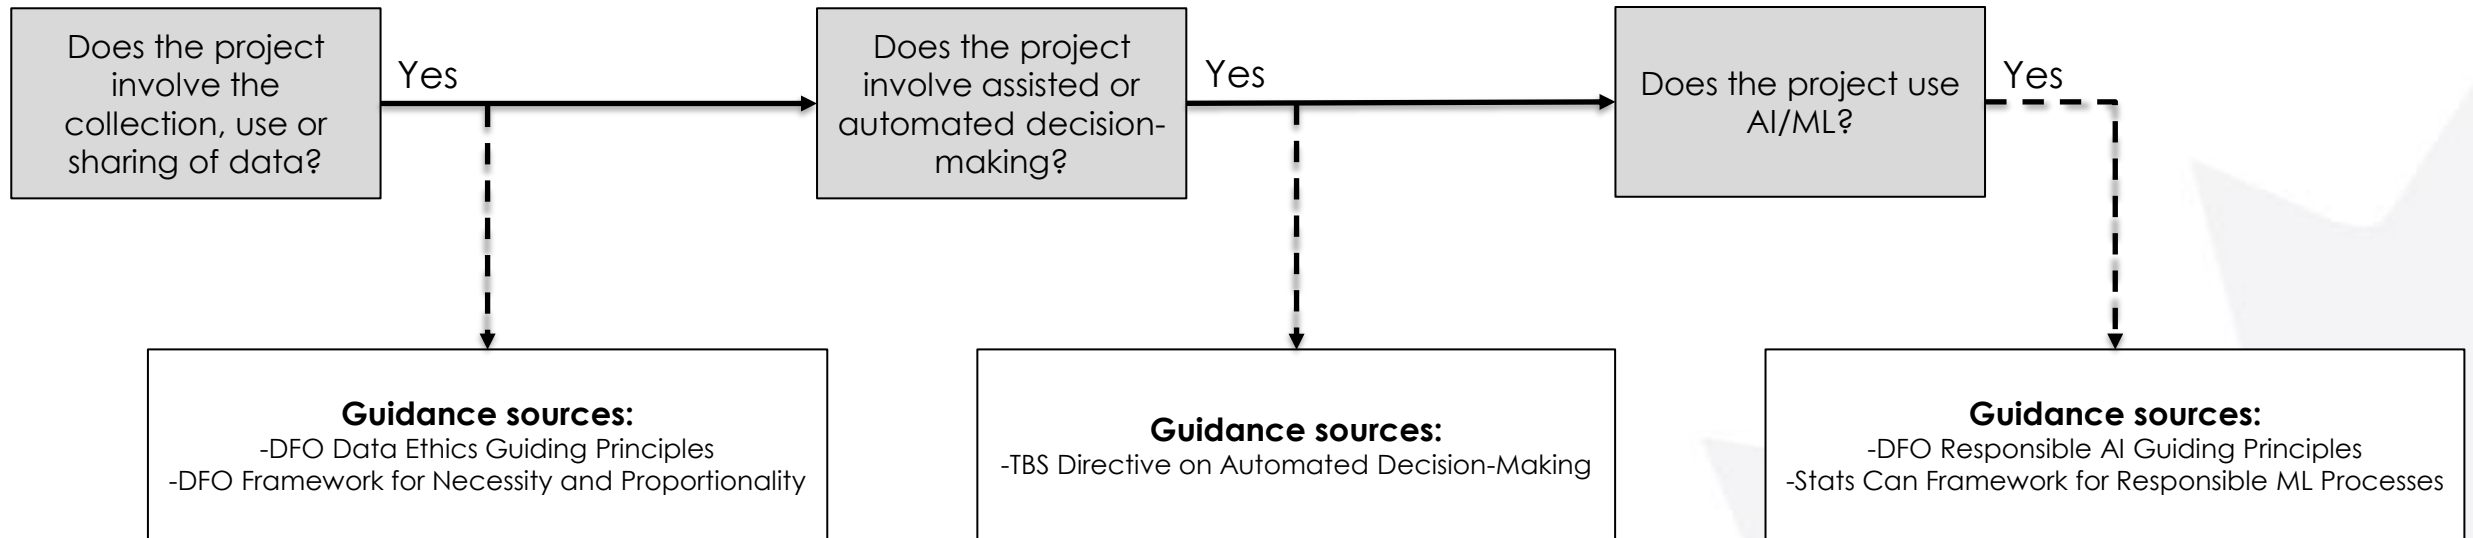 Does the project
involve the
collection, use or
sharing of data?
Yes
Does the project
involve assisted or
automated decision-
making?
Yes
Does the project use
AI/ML?
Yes
Guidance sources:
-DFO Data Ethics Guiding Principles
-DFO Framework for Necessity and Proportionality
Guidance sources:
-TBS Directive on Automated Decision-Making
Guidance sources:
-DFO Responsible AI Guiding Principles
-Stats Can Framework for Responsible ML Processes